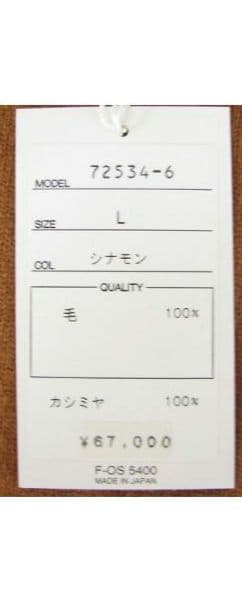 MODEL 72534-6
SIZE L
COL シナモン
QUALITY
毛 100%
カシミヤ 100%
¥67,000
F-OS 5400
MADE IN JAPAN